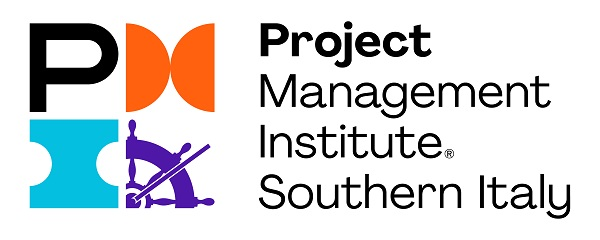 P
Project
Management
Institute®
Southern Italy